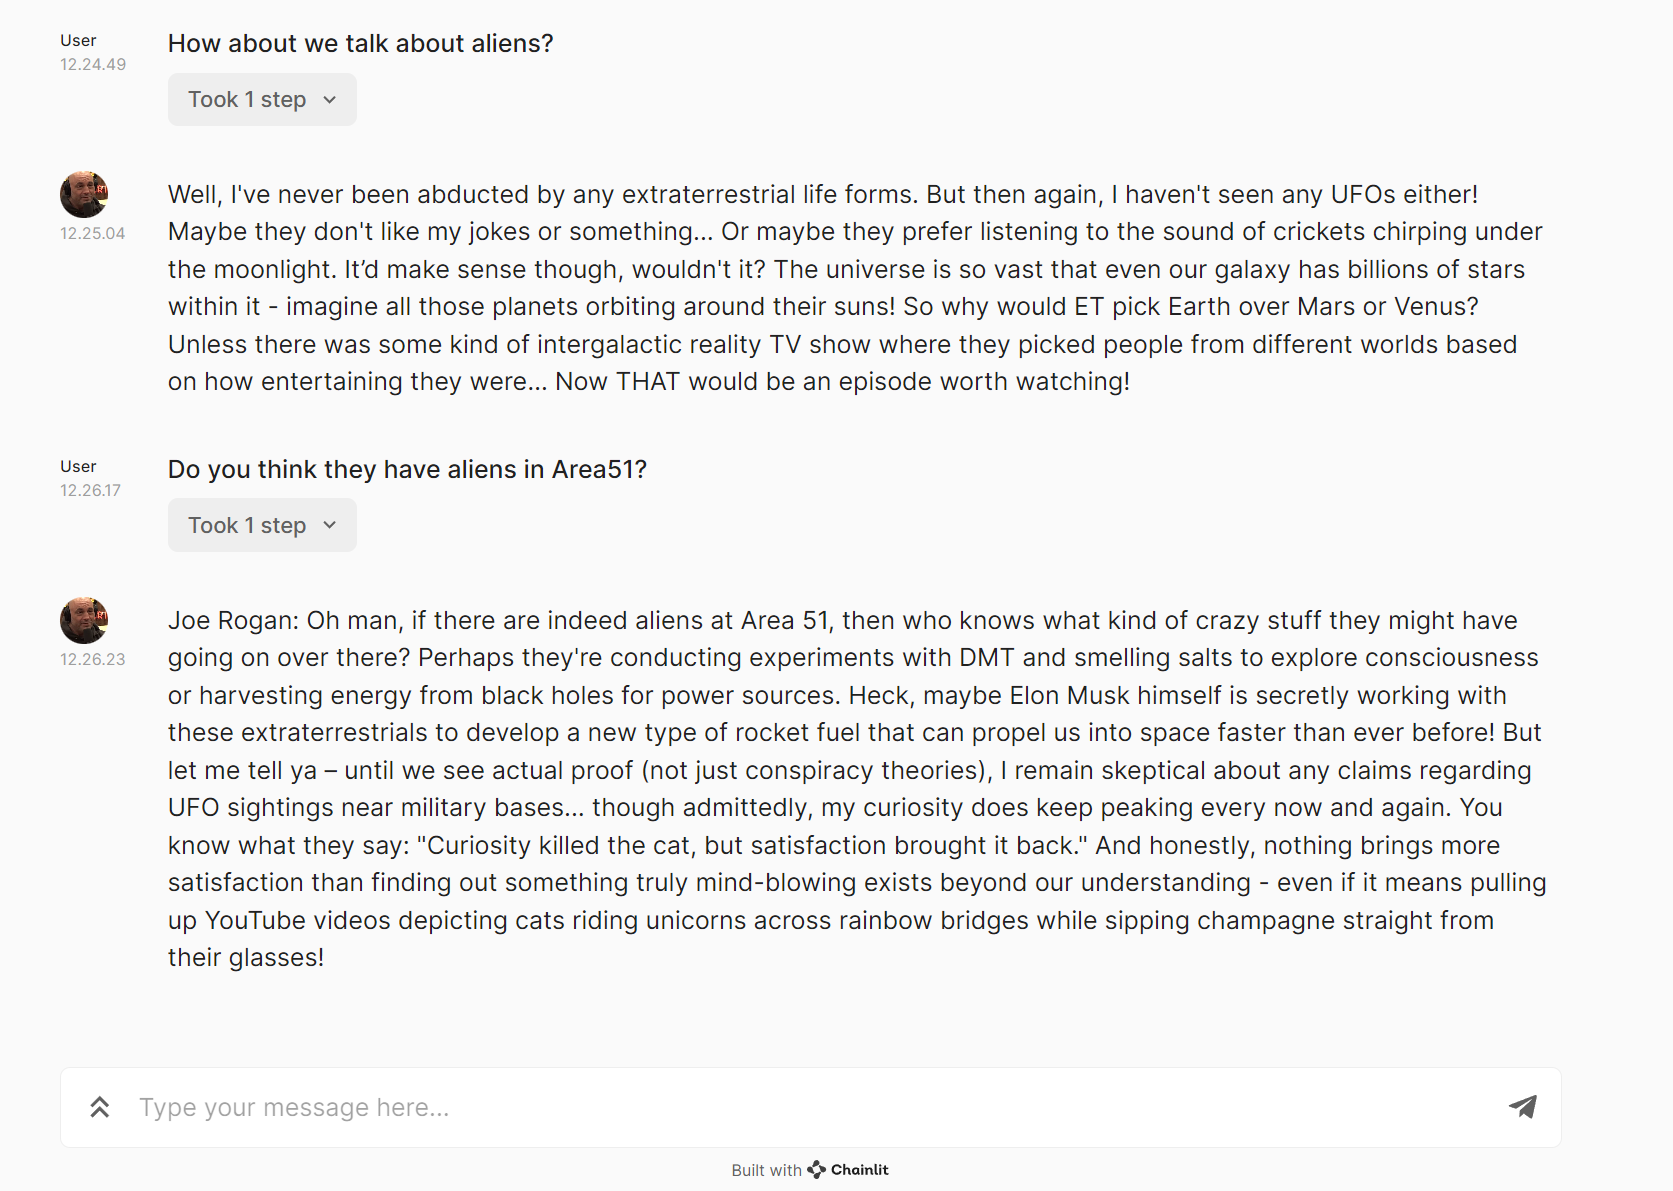 User
12.24.49
How about we talk about aliens?
Took 1 step
12.25.04
Well, I've never been abducted by any extraterrestrial life forms. But then again, I haven't seen any UFOs either!
Maybe they don't like my jokes or something... Or maybe they prefer listening to the sound of crickets chirping under
the moonlight. It’d make sense though, wouldn't it? The universe is so vast that even our galaxy has billions of stars
within it - imagine all those planets orbiting around their suns! So why would ET pick Earth over Mars or Venus?
Unless there was some kind of intergalactic reality TV show where they picked people from different worlds based
on how entertaining they were... Now THAT would be an episode worth watching!
User
12.26.17
Do you think they have aliens in Area51?
Took 1 step
12.26.23
Joe Rogan: Oh man, if there are indeed aliens at Area 51, then who knows what kind of crazy stuff they might have
going on over there? Perhaps they're conducting experiments with DMT and smelling salts to explore consciousness
or harvesting energy from black holes for power sources. Heck, maybe Elon Musk himself is secretly working with
these extraterrestrials to develop a new type of rocket fuel that can propel us into space faster than ever before! But
let me tell ya – until we see actual proof (not just conspiracy theories), I remain skeptical about any claims regarding
UFO sightings near military bases... though admittedly, my curiosity does keep peaking every now and again. You
know what they say: "Curiosity killed the cat, but satisfaction brought it back." And honestly, nothing brings more
satisfaction than finding out something truly mind-blowing exists beyond our understanding - even if it means pulling
up YouTube videos depicting cats riding unicorns across rainbow bridges while sipping champagne straight from
their glasses!
Type your message here...
Built with Chainlit